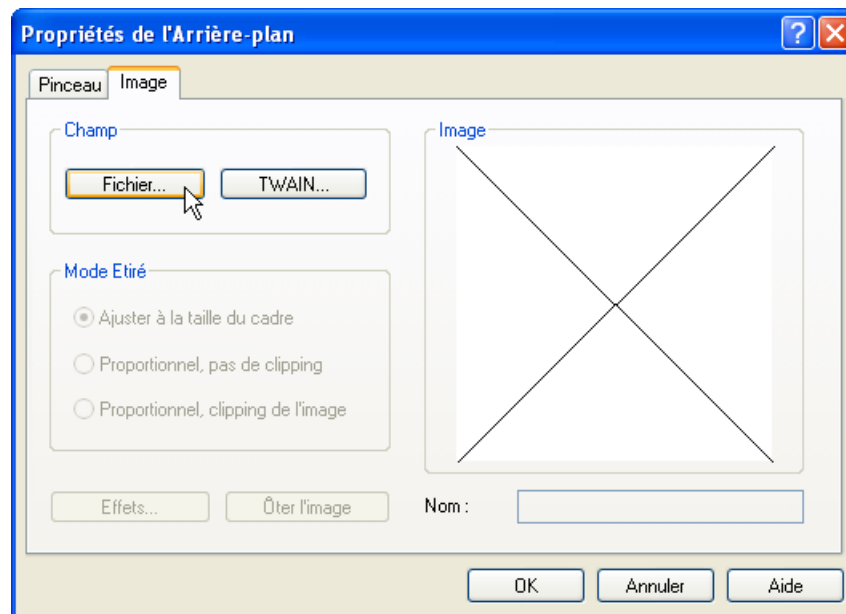 Propriétés de l'Arrière-plan
Pinceau Image
Champ
Fichier... TWAIN...
Image
Mode Etiré
Ajuster à la taille du cadre
Proportionnel, pas de clipping
Proportionnel, clipping de l'image
Effets... Ôter l'image
Nom :
OK Annuler Aide